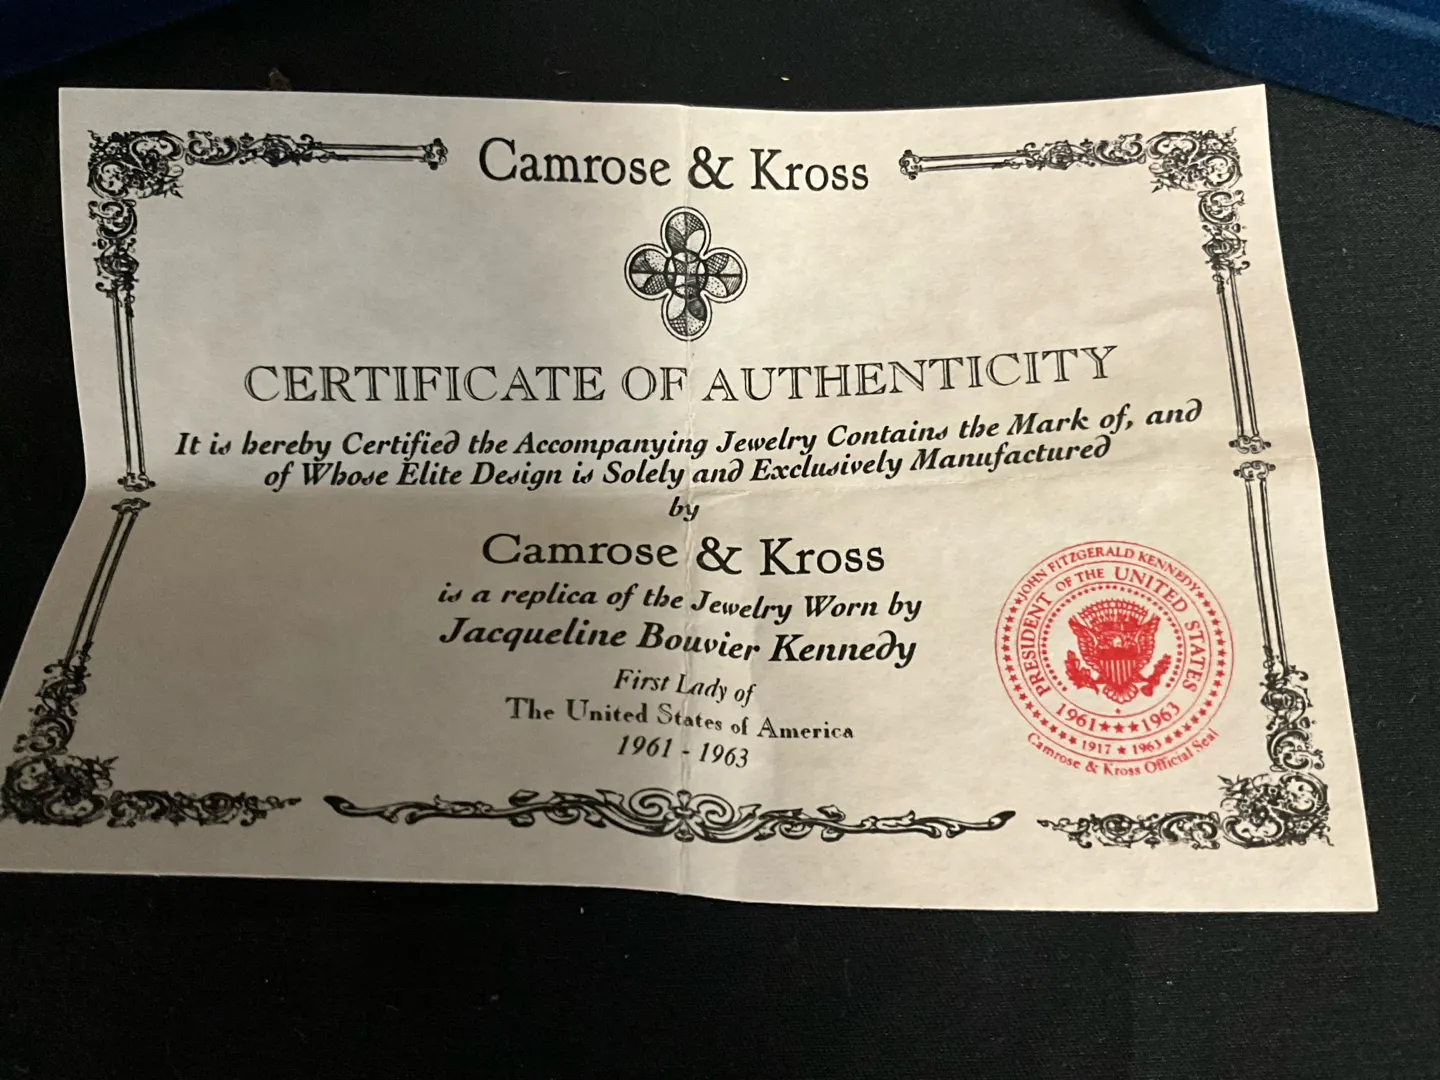 Camrose & Kross
CERTIFICATE OF AUTHENTICITY
It is hereby Certified the Accompanying Jewelry Contains the Mark of, and
of Whose Elite Design is Solely and Exclusively Manufactured
by
Camrose & Kross
is a replica of the Jewelry Worn by
Jacqueline Bouvier Kennedy
First Lady of
The United States of America
1961 - 1963
JOHN FITZGERALD KENNEDY
PRESIDENT OF THE UNITED STATES
1961 ★★★ 1963
1917 ★ 1963
Camrose & Kross Official Seal